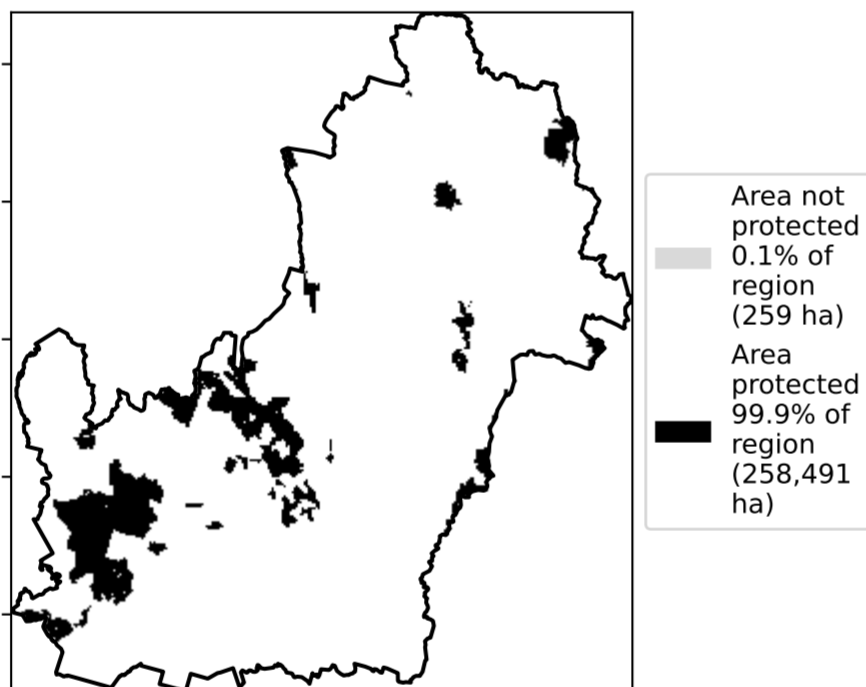 Area not
protected
0.1% of
region
(259 ha)
Area
protected
99.9% of
region
(258,491
ha)